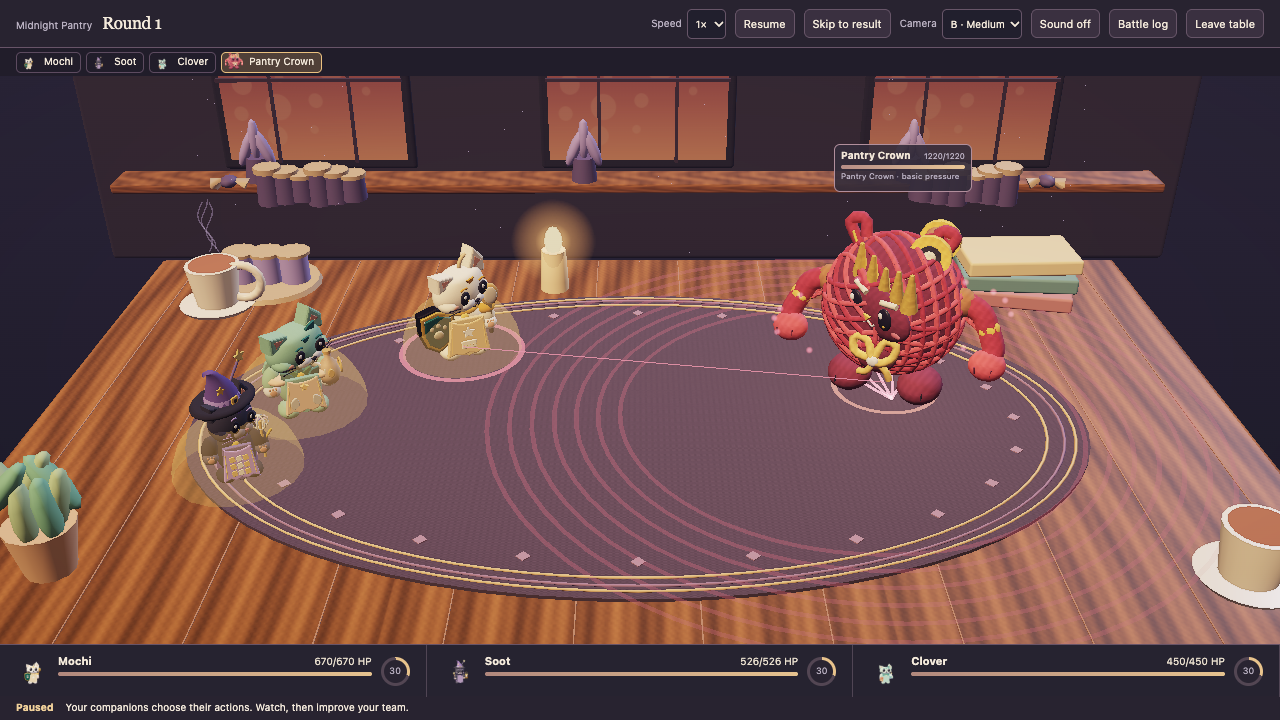 Midnight Pantry Round 1
Speed 1x Resume Skip to result Camera B · Medium Sound off Battle log Leave table
Mochi Soot Clover Pantry Crown
Pantry Crown 1220/1220
Pantry Crown · basic pressure
Mochi 670/670 HP 30
Soot 526/526 HP 30
Clover 450/450 HP 30
Paused Your companions choose their actions. Watch, then improve your team.